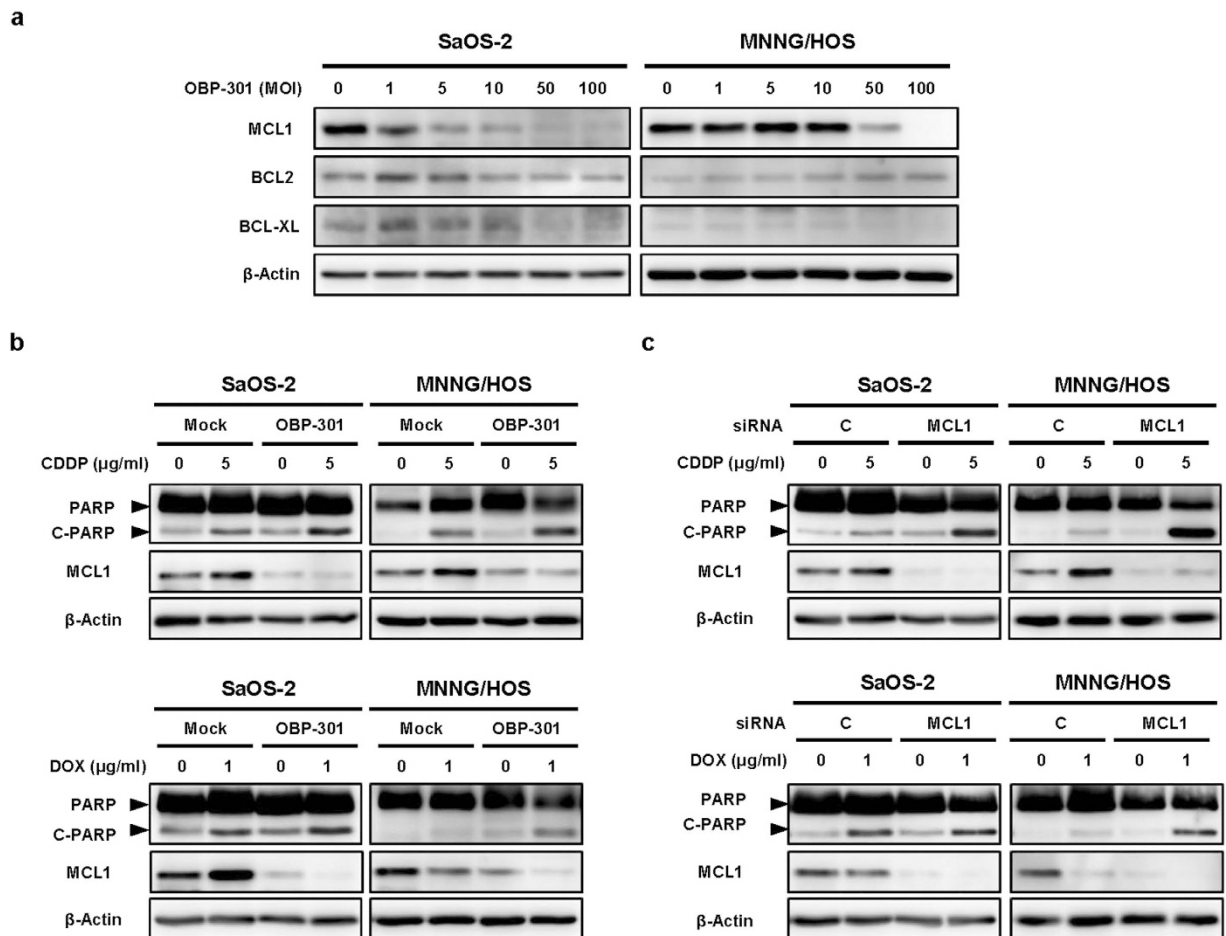 a
SaOS-2 MNNG/HOS
OBP-301 (MOI) 0 1 5 10 50 100 0 1 5 10 50 100
MCL1
BCL2
BCL-XL
β-Actin
b
SaOS-2 MNNG/HOS
Mock OBP-301 Mock OBP-301
CDDP (μg/ml) 0 5 0 5 0 5 0 5
PARP
C-PARP
MCL1
β-Actin
SaOS-2 MNNG/HOS
Mock OBP-301 Mock OBP-301
DOX (μg/ml) 0 1 0 1 0 1 0 1
PARP
C-PARP
MCL1
β-Actin
c
SaOS-2 MNNG/HOS
siRNA C MCL1 C MCL1
CDDP (μg/ml) 0 5 0 5 0 5 0 5
PARP
C-PARP
MCL1
β-Actin
SaOS-2 MNNG/HOS
siRNA C MCL1 C MCL1
DOX (μg/ml) 0 1 0 1 0 1 0 1
PARP
C-PARP
MCL1
β-Actin